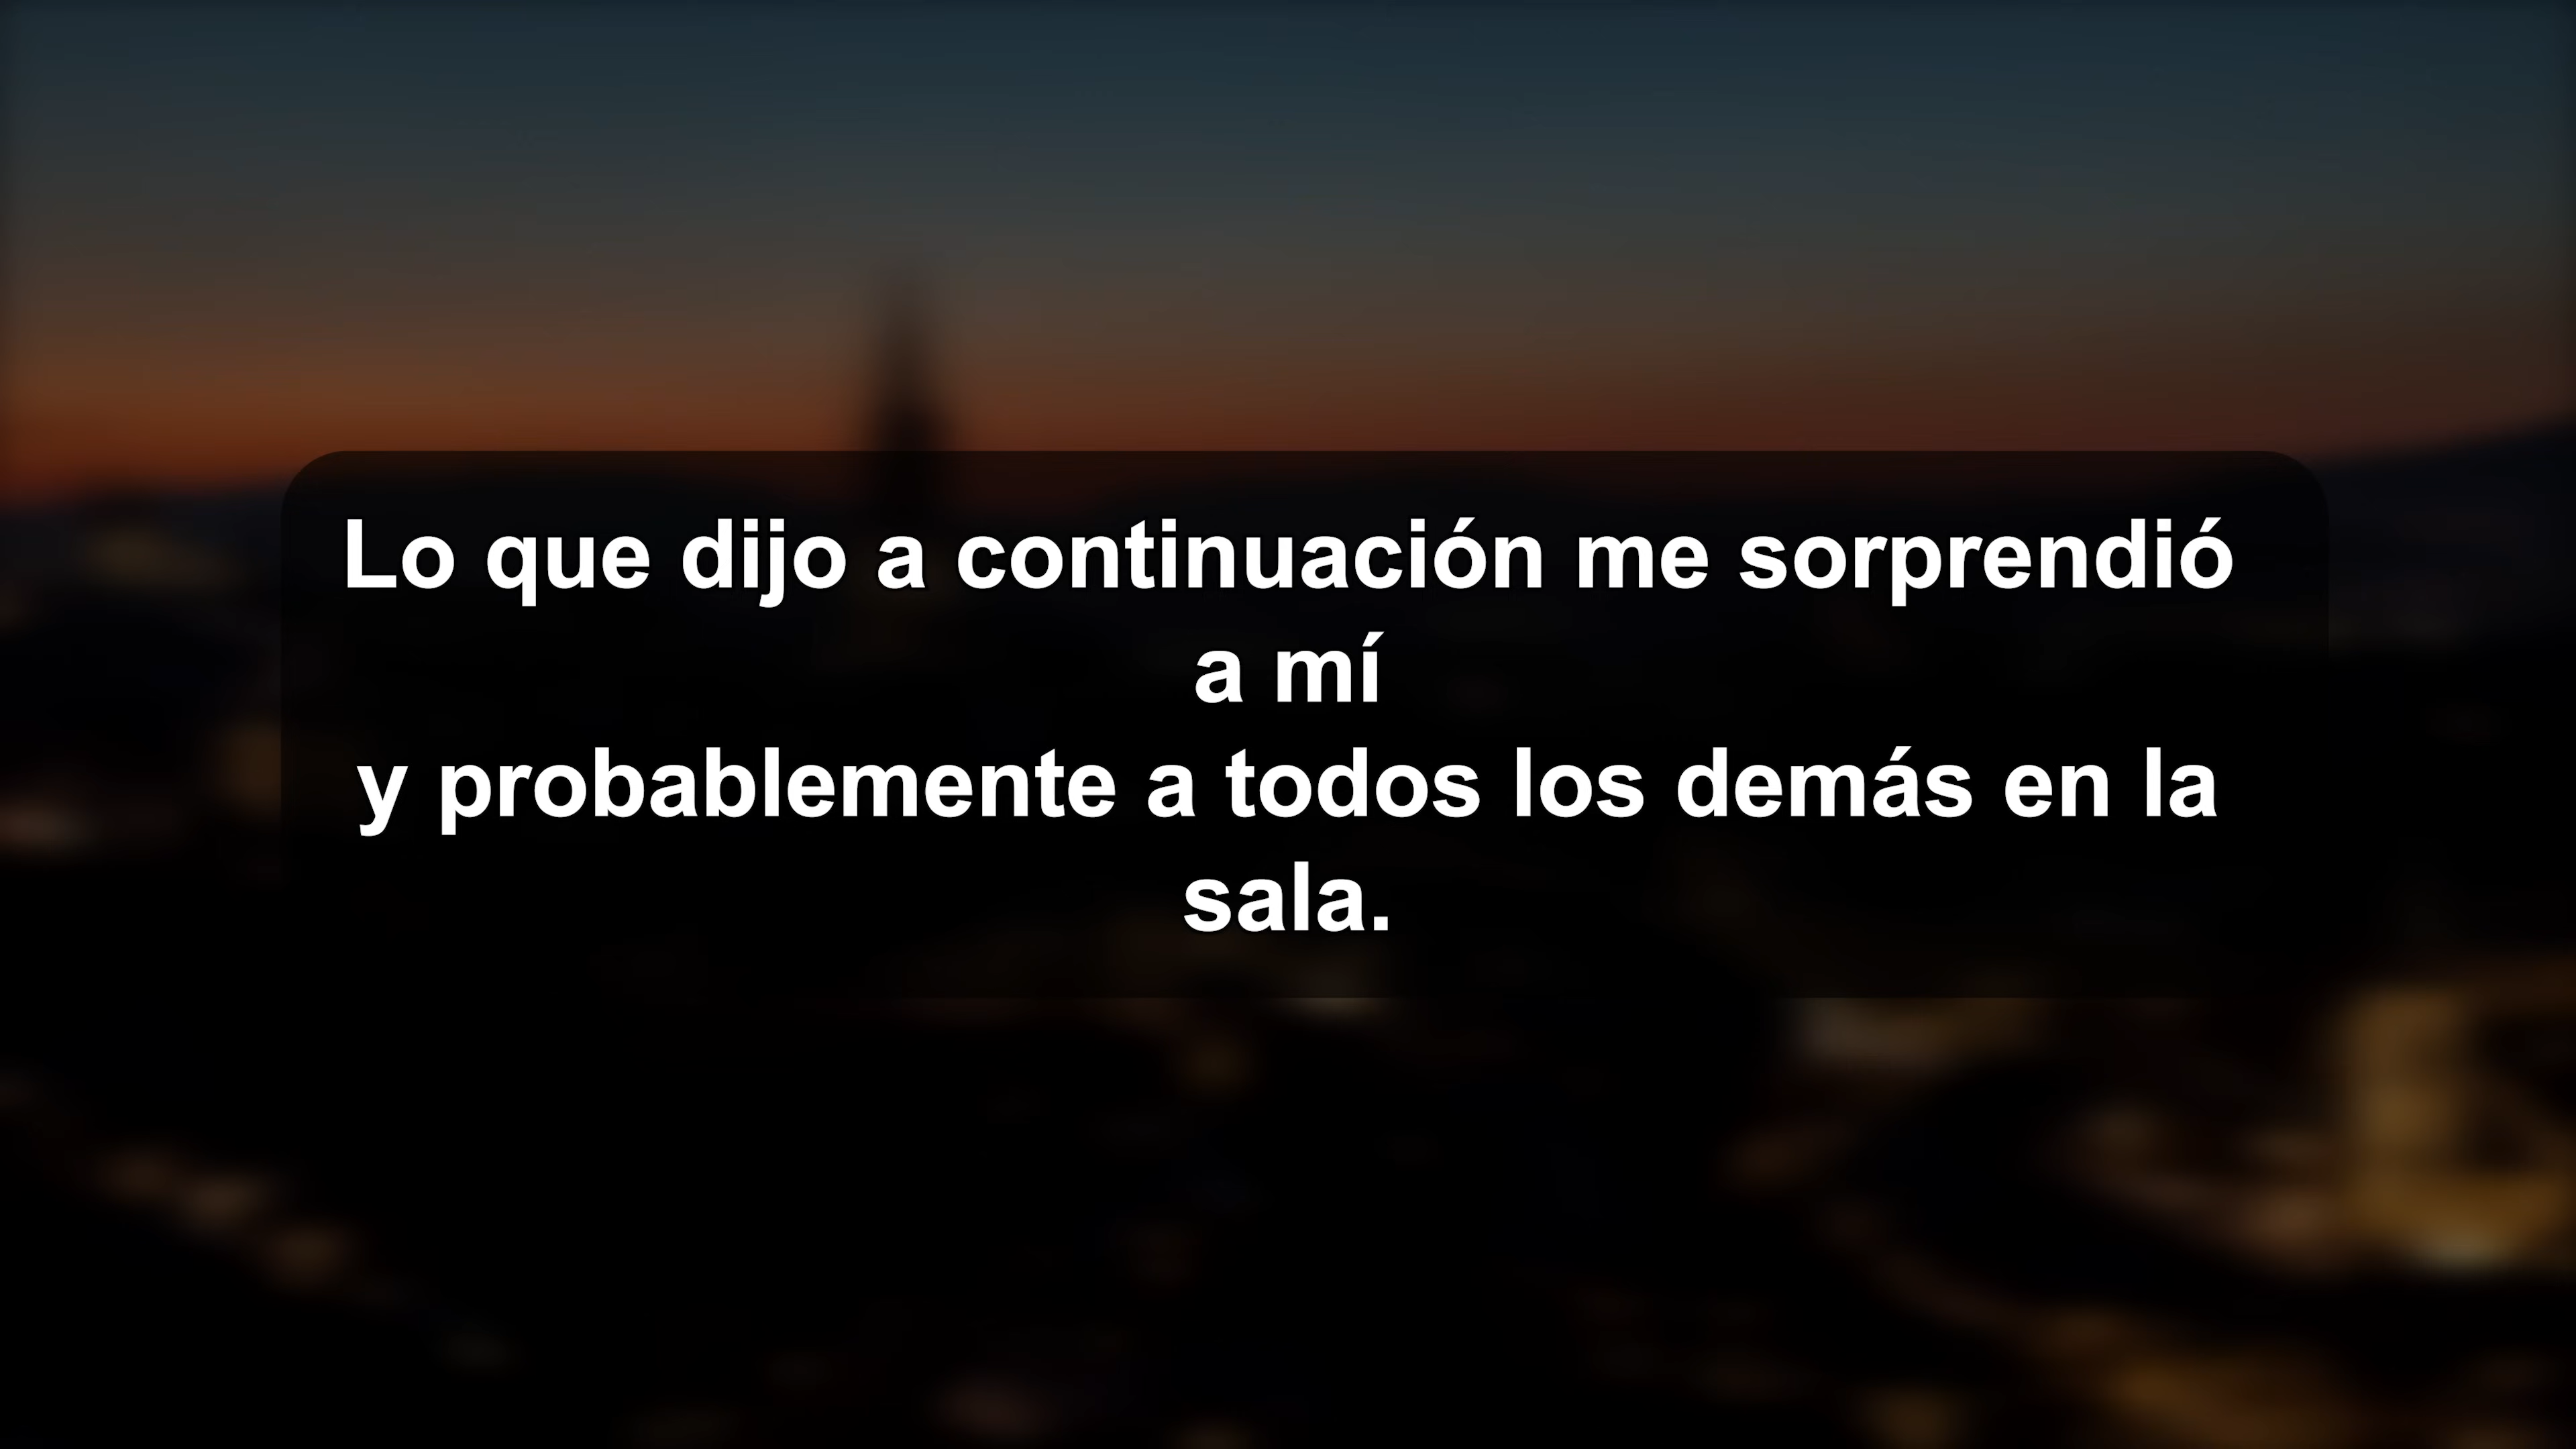 Lo que dijo a continuación me sorprendió
a mí
y probablemente a todos los demás en la
sala.